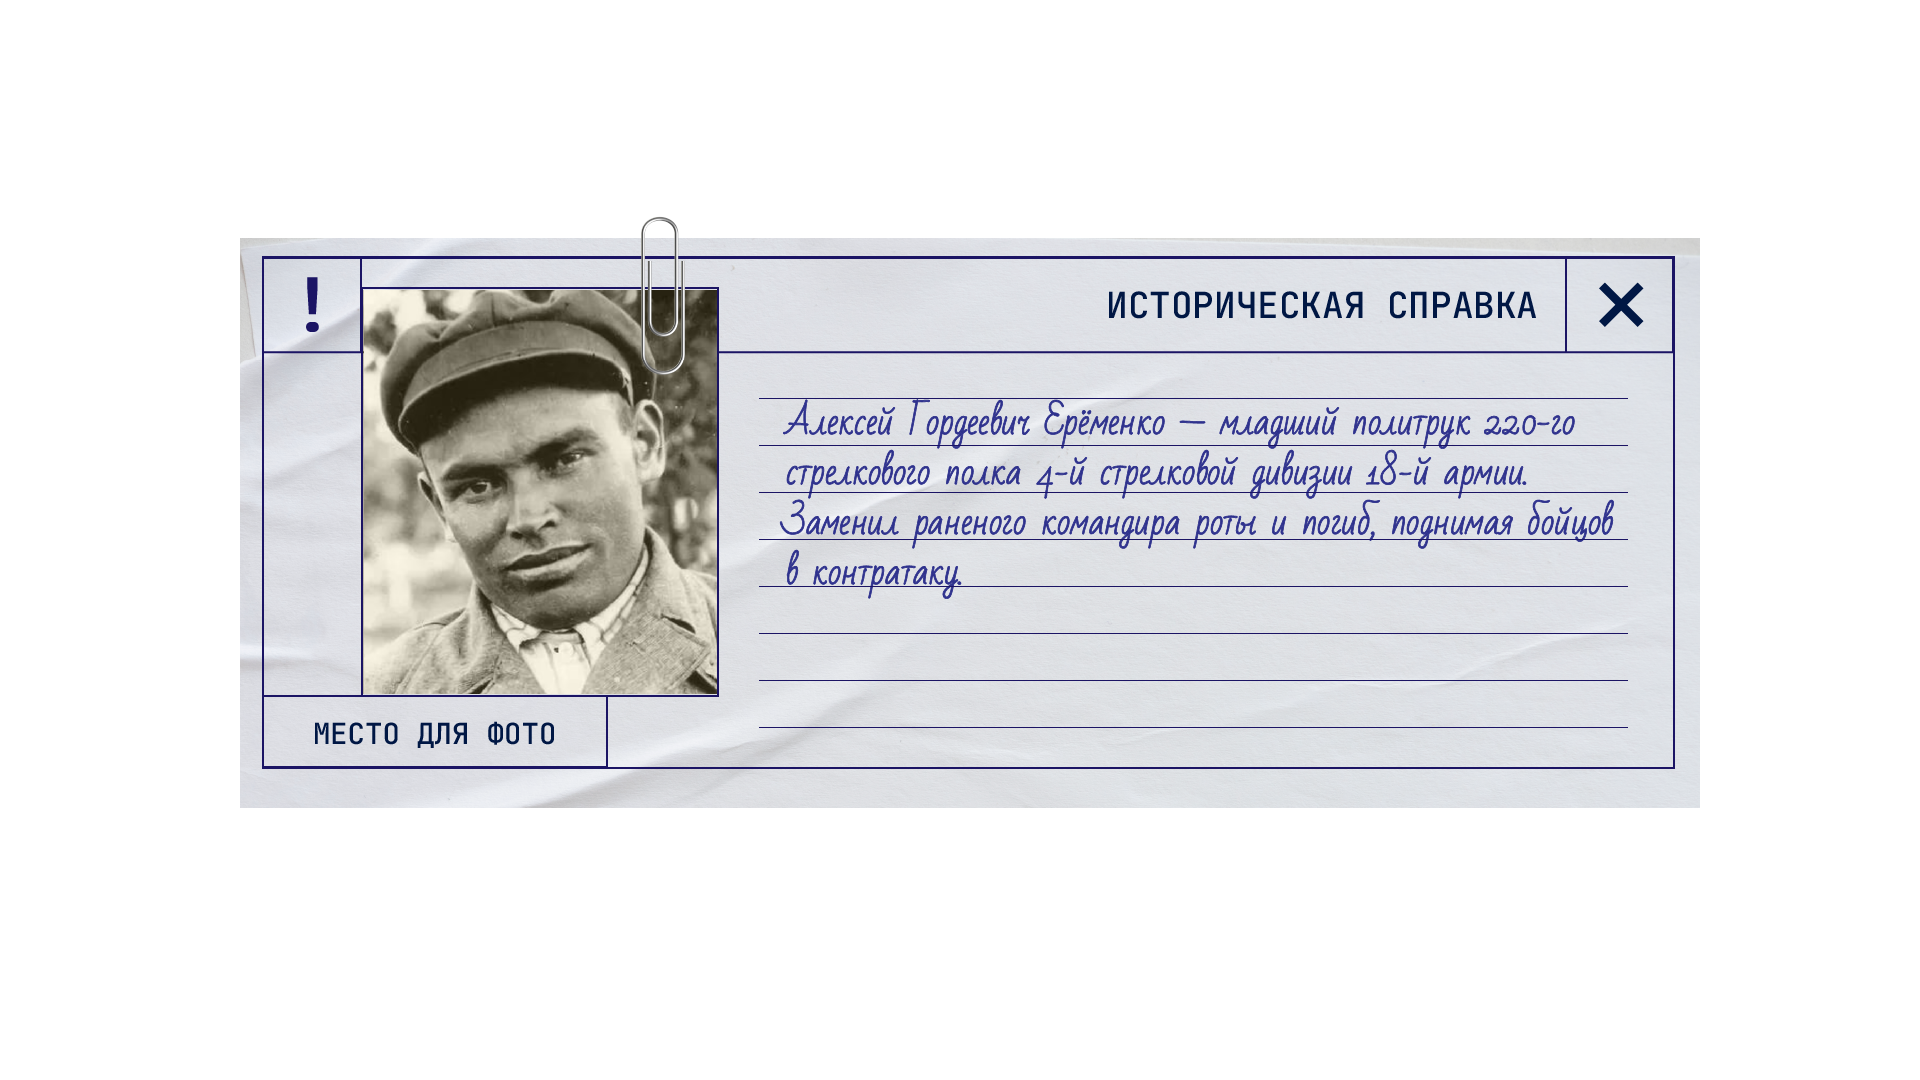 !
ИСТОРИЧЕСКАЯ СПРАВКА
Алексей Гордеевич Ерёменко — младший политрук 220-го
стрелкового полка 4-й стрелковой дивизии 18-й армии.
Заменил раненого командира роты и погиб, поднимая бойцов
в контратаку.
МЕСТО ДЛЯ ФОТО